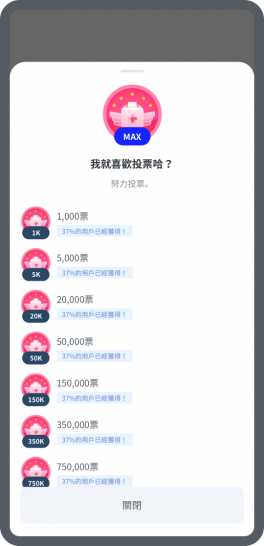 MAX
我就喜歡投票哈？
努力投票。
1,000票
1K
37%的用戶已經獲得！
5,000票
5K
37%的用戶已經獲得！
20,000票
20K
37%的用戶已經獲得！
50,000票
50K
37%的用戶已經獲得！
150,000票
150K
37%的用戶已經獲得！
350,000票
350K
37%的用戶已經獲得！
750,000票
750K
37%的用戶已經獲得！
關閉